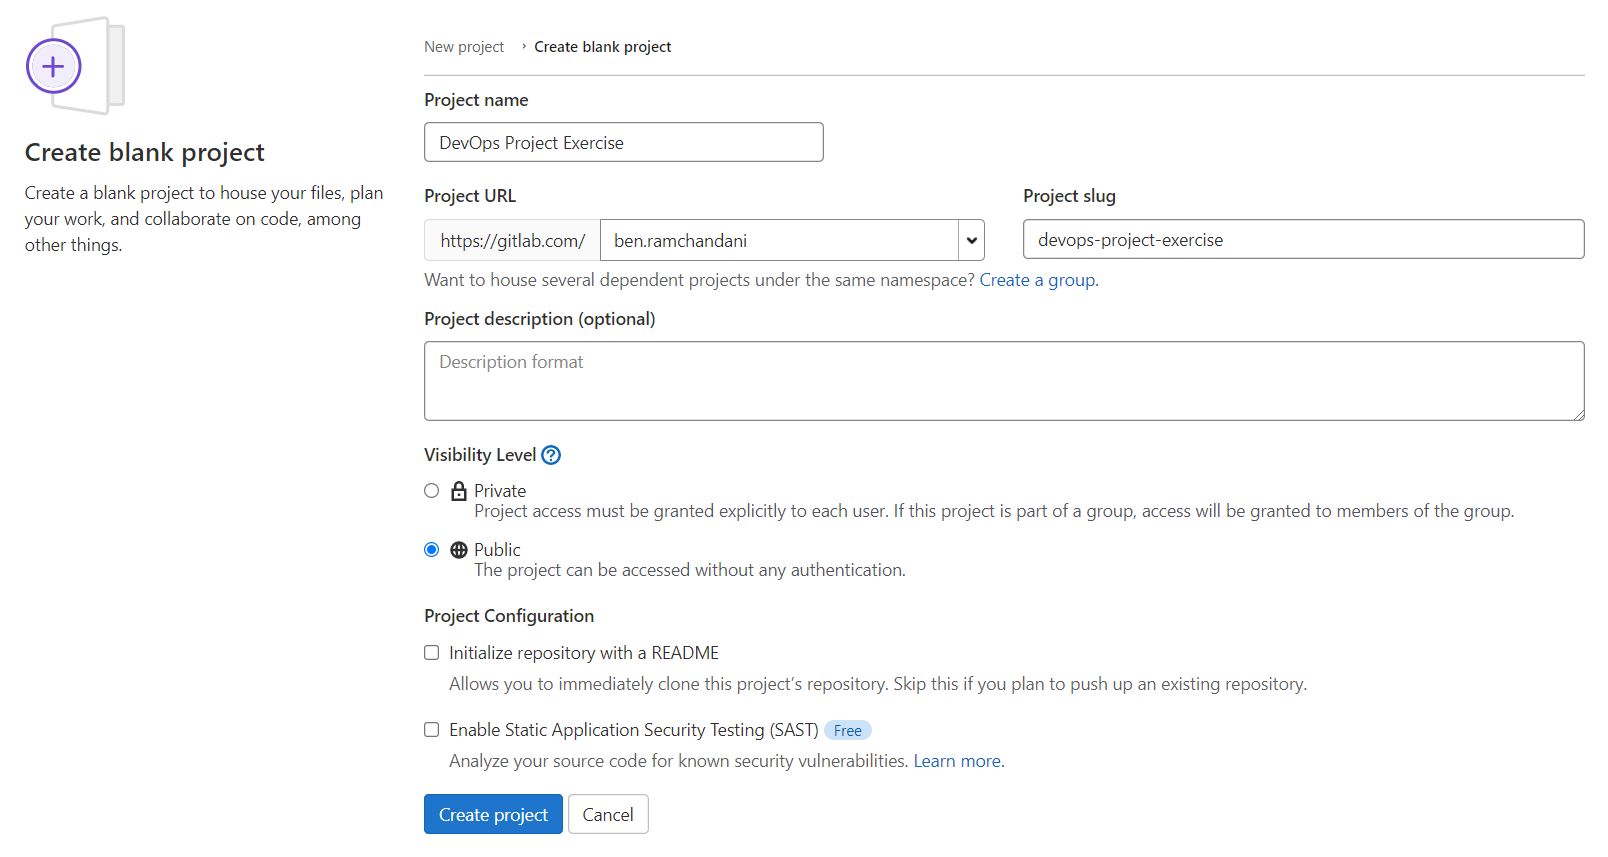 Create blank project
Create a blank project to house your files, plan
your work, and collaborate on code, among
other things.
New project › Create blank project
Project name
DevOps Project Exercise
Project URL
https://gitlab.com/ ben.ramchandani
Project slug
devops-project-exercise
Want to house several dependent projects under the same namespace? Create a group.
Project description (optional)
Description format
Visibility Level
Private
Project access must be granted explicitly to each user. If this project is part of a group, access will be granted to members of the group.
Public
The project can be accessed without any authentication.
Project Configuration
Initialize repository with a README
Allows you to immediately clone this project’s repository. Skip this if you plan to push up an existing repository.
Enable Static Application Security Testing (SAST) Free
Analyze your source code for known security vulnerabilities. Learn more.
Create project Cancel